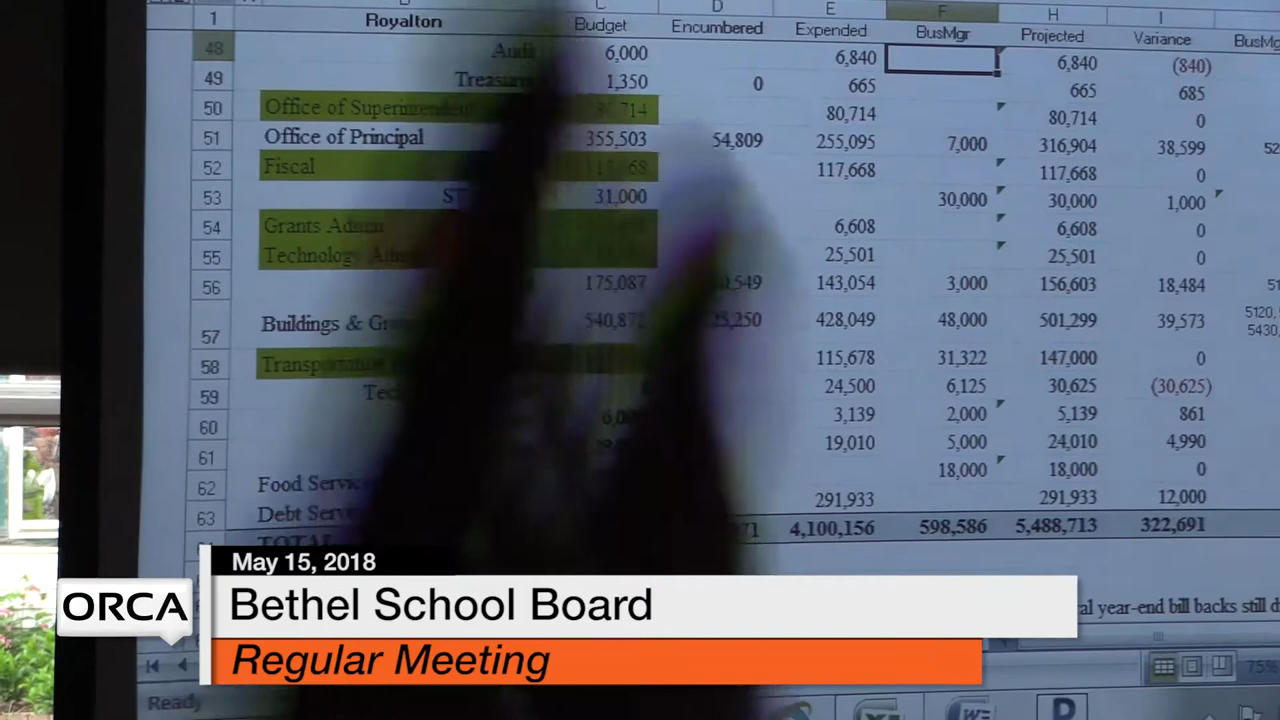 C D E F H I
1 Royalton Budget Encumbered Expended BusMgr Projected Variance
48 6,000 6,840 6,840 (840)
49 1,350 0 665 665 685
50 Office of 80,714 80,714 0
51 Office of Principal 355,503 54,809 255,095 7,000 316,904 38,599
52 Fiscal 117,668 117,668 0
53 31,000 30,000 30,000 1,000
54 Grants 6,608 6,608 0
55 Technology 25,501 25,501 0
56 175,087 143,054 3,000 156,603 18,484
57 Buildings & 428,049 48,000 501,299 39,573
5120,
5430,
58 115,678 31,322 147,000 0
59 24,500 6,125 30,625 (30,625)
60 3,139 2,000 5,139 861
61 19,010 5,000 24,010 4,990
62 Food 18,000 18,000 0
63 Debt 291,933 291,933 12,000
TOTAL 4,100,156 598,586 5,488,713 322,691
May 15, 2018
ORCA
Bethel School Board
year-end bill backs still
Regular Meeting
75%
Ready